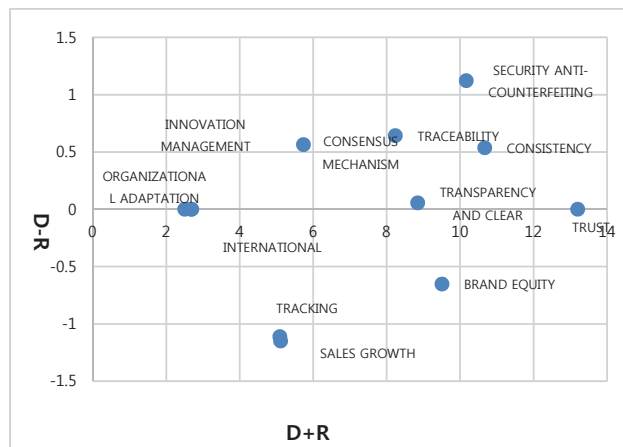 1.5
SECURITY ANTI-
COUNTERFEITING
1
INNOVATION
MANAGEMENT
CONSENSUS
MECHANISM
TRACEABILITY
CONSISTENCY
0.5
ORGANIZATIONA
L ADAPTATION
TRANSPARENCY
AND CLEAR
0
0 2 4 6 8 10 12 14
TRUST
D-R
INTERNATIONAL
-0.5
BRAND EQUITY
TRACKING
-1
SALES GROWTH
-1.5
D+R